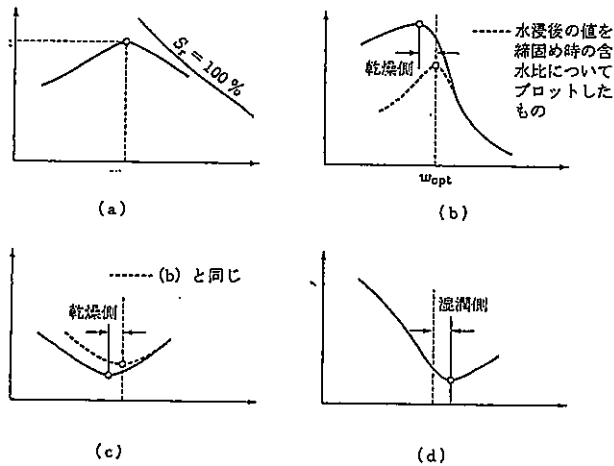 S_r = 100 %
(a)
乾燥側
w_opt
水浸後の値を
締固め時の含
水比について
プロットした
もの
(b)
(b) と同じ
乾燥側
(c)
湿潤側
(d)